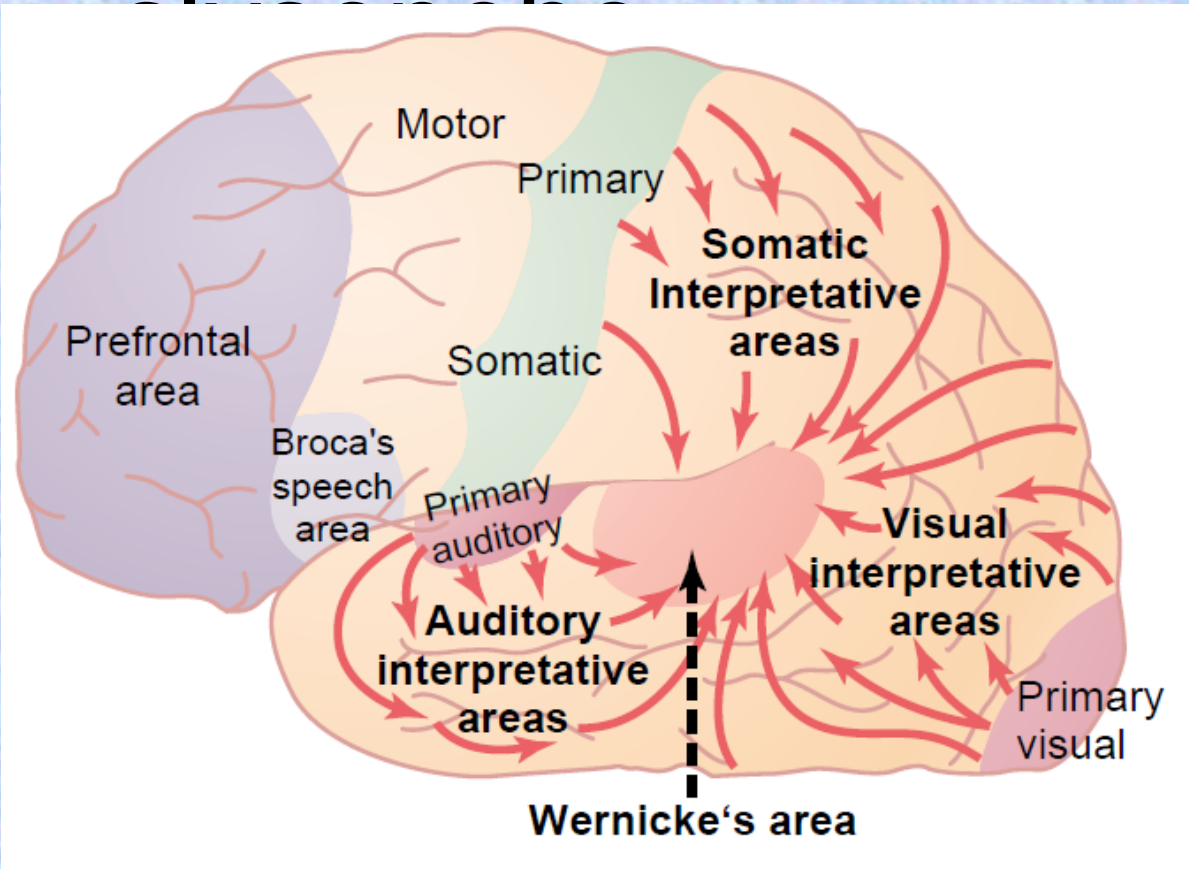 Motor
Primary
Somatic
Interpretative
areas
Prefrontal
area
Somatic
Broca's
speech
area
Primary
auditory
Visual
interpretative
areas
Auditory
interpretative
areas
Primary
visual
Wernicke‘s area